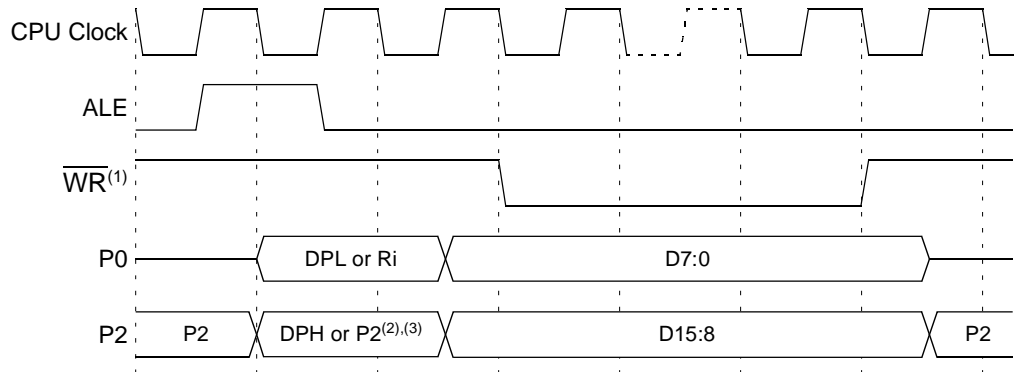 CPU Clock
ALE
WR(1)
P0 DPL or Ri D7:0
P2 P2 DPH or P2(2),(3) D15:8 P2